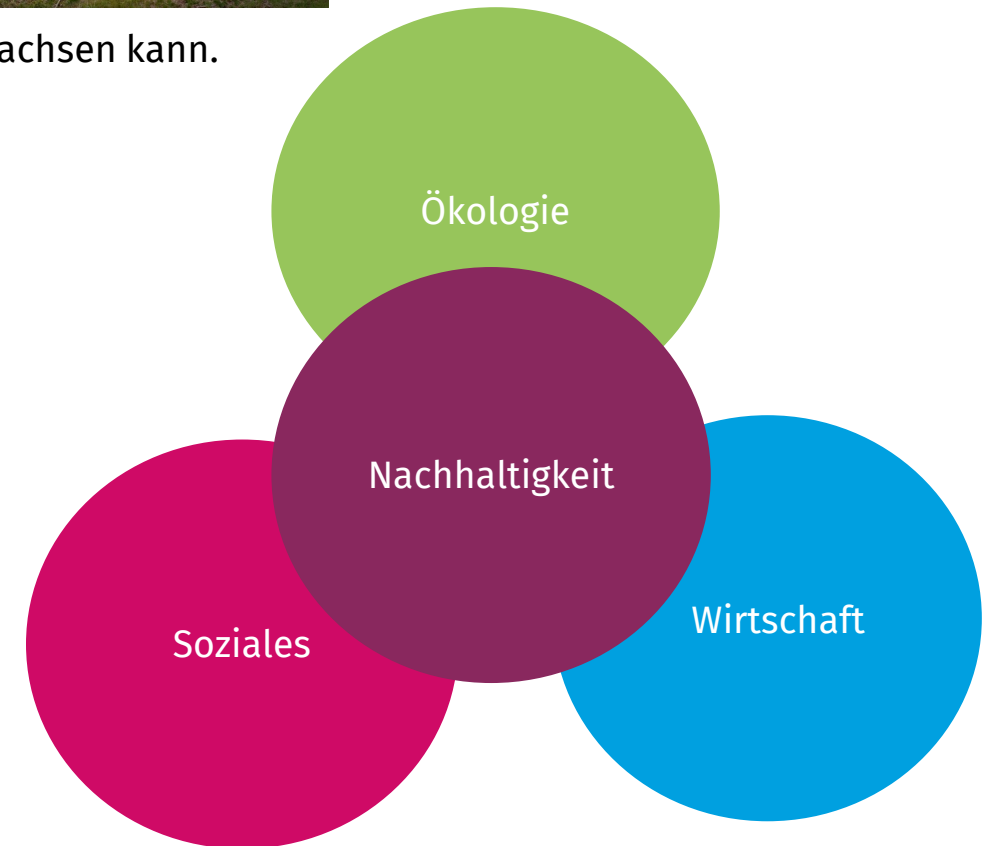 achsen kann.
Ökologie
Nachhaltigkeit
Wirtschaft
Soziales